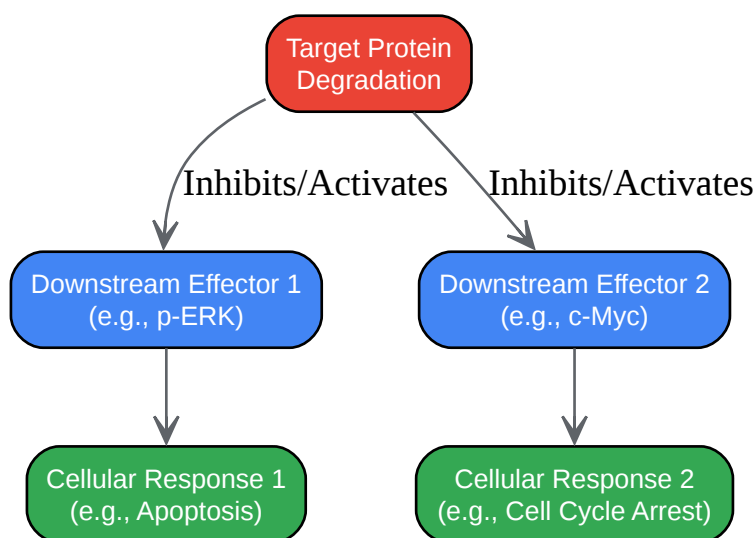 Target Protein
Degradation
Inhibits/Activates
Inhibits/Activates
Downstream Effector 1
(e.g., p-ERK)
Downstream Effector 2
(e.g., c-Myc)
Cellular Response 1
(e.g., Apoptosis)
Cellular Response 2
(e.g., Cell Cycle Arrest)